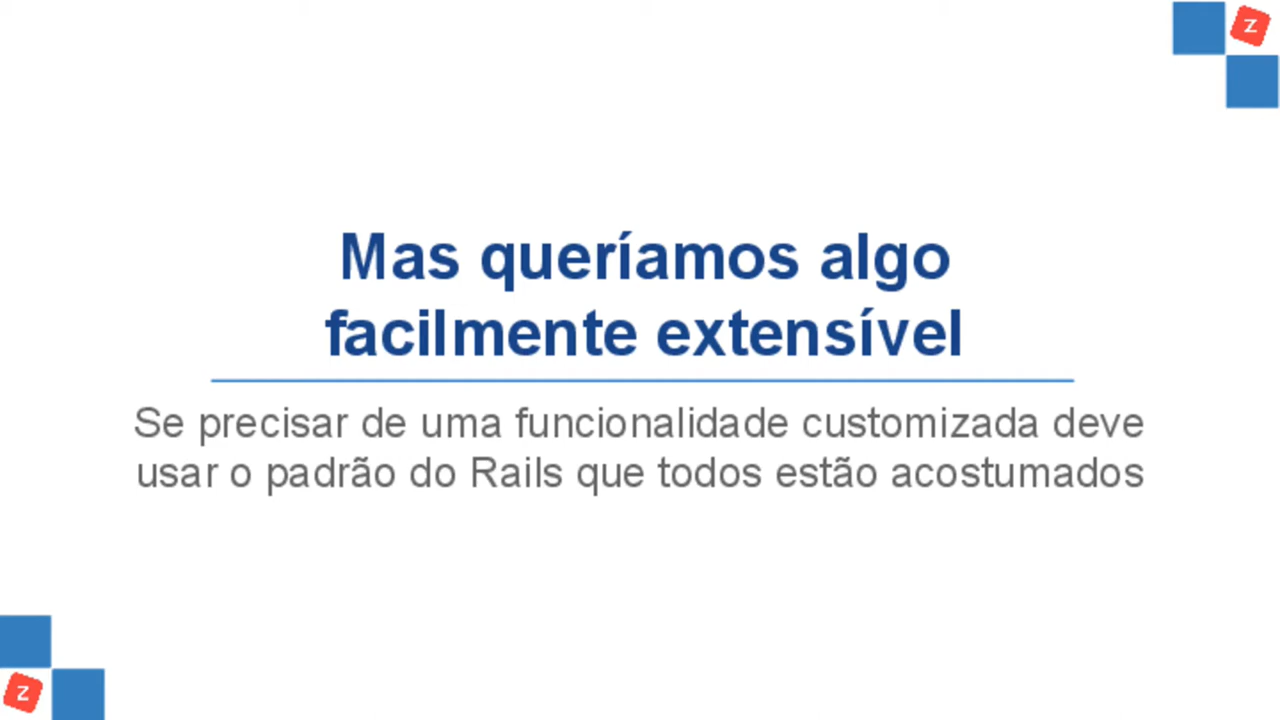 Z
Mas queríamos algo
facilmente extensível
Se precisar de uma funcionalidade customizada deve
usar o padrão do Rails que todos estão acostumados
Z